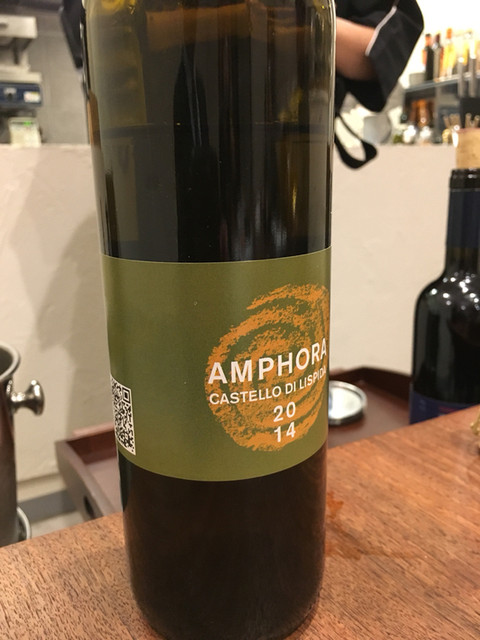 AMPHORA
CASTELLO DI LISPIDA
20
14